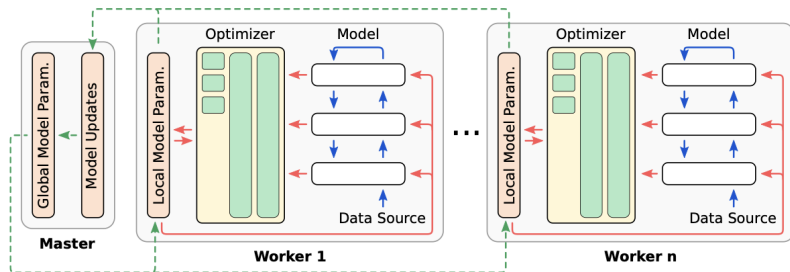 Global Model Param.
Model Updates
Master
Optimizer
Model
Local Model Param.
Data Source
Worker 1
...
Optimizer
Model
Local Model Param.
Data Source
Worker n